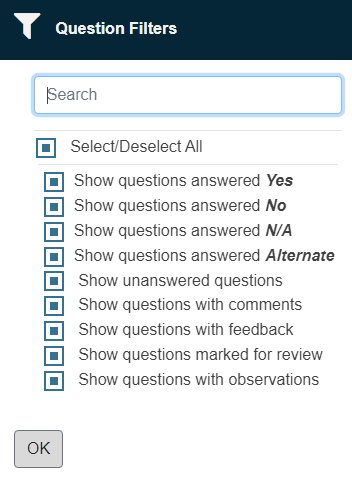 Question Filters
Search
Select/Deselect All
Show questions answered Yes
Show questions answered No
Show questions answered N/A
Show questions answered Alternate
Show unanswered questions
Show questions with comments
Show questions with feedback
Show questions marked for review
Show questions with observations
OK